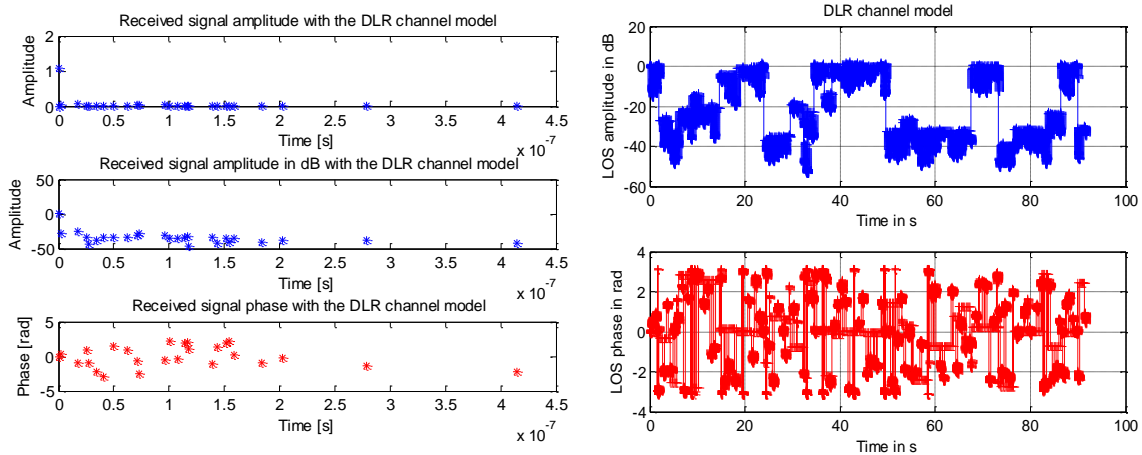 Received signal amplitude with the DLR channel model
2
1
0
Amplitude
0 0.5 1 1.5 2 2.5 3 3.5 4 4.5
x 10^-7
Time [s]
Received signal amplitude in dB with the DLR channel model
50
0
-50
Amplitude
0 0.5 1 1.5 2 2.5 3 3.5 4 4.5
x 10^-7
Time [s]
Received signal phase with the DLR channel model
5
0
-5
Phase [rad]
0 0.5 1 1.5 2 2.5 3 3.5 4 4.5
x 10^-7
Time [s]
DLR channel model
20
0
-20
-40
-60
LOS amplitude in dB
0 20 40 60 80 100
Time in s
4
2
0
-2
-4
LOS phase in rad
0 20 40 60 80 100
Time in s